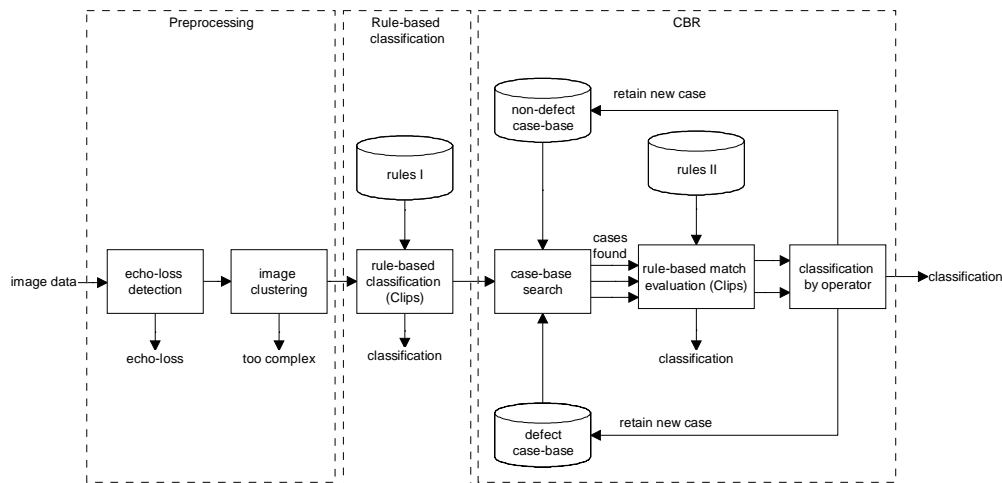 Preprocessing
Rule-based
classification
CBR
non-defect
case-base
retain new case
rules I
rules II
image data
echo-loss
detection
image
clustering
rule-based
classification
(Clips)
case-base
search
cases
found
rule-based match
evaluation (Clips)
classification
by operator
classification
echo-loss
too complex
classification
classification
defect
case-base
retain new case